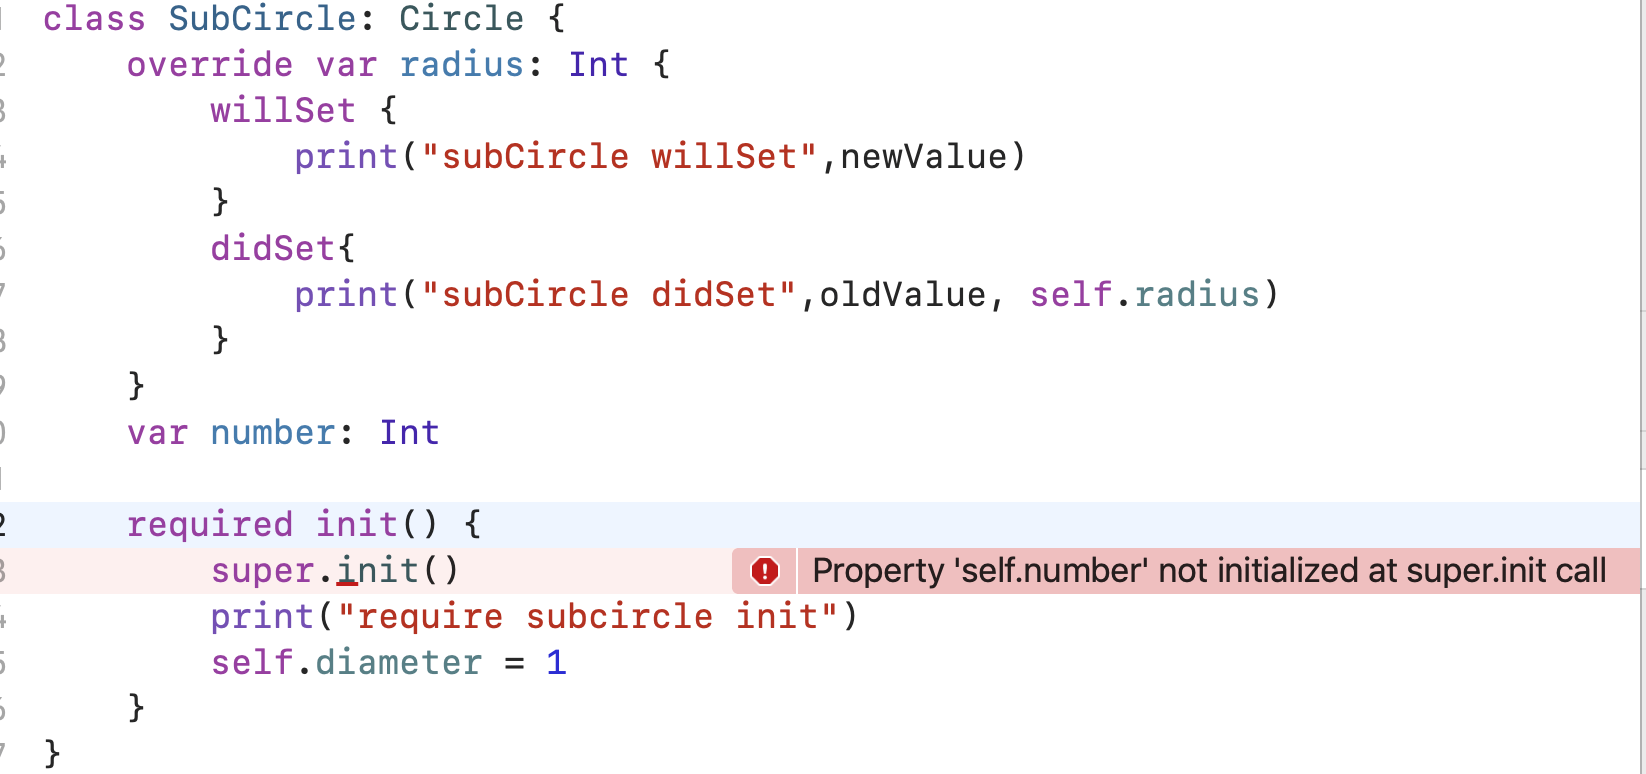 class SubCircle: Circle {
override var radius: Int {
willSet {
print("subCircle willSet",newValue)
}
didSet{
print("subCircle didSet",oldValue, self.radius)
}
}
var number: Int
required init() {
super.init()
Property 'self.number' not initialized at super.init call
print("require subcircle init")
self.diameter = 1
}
}